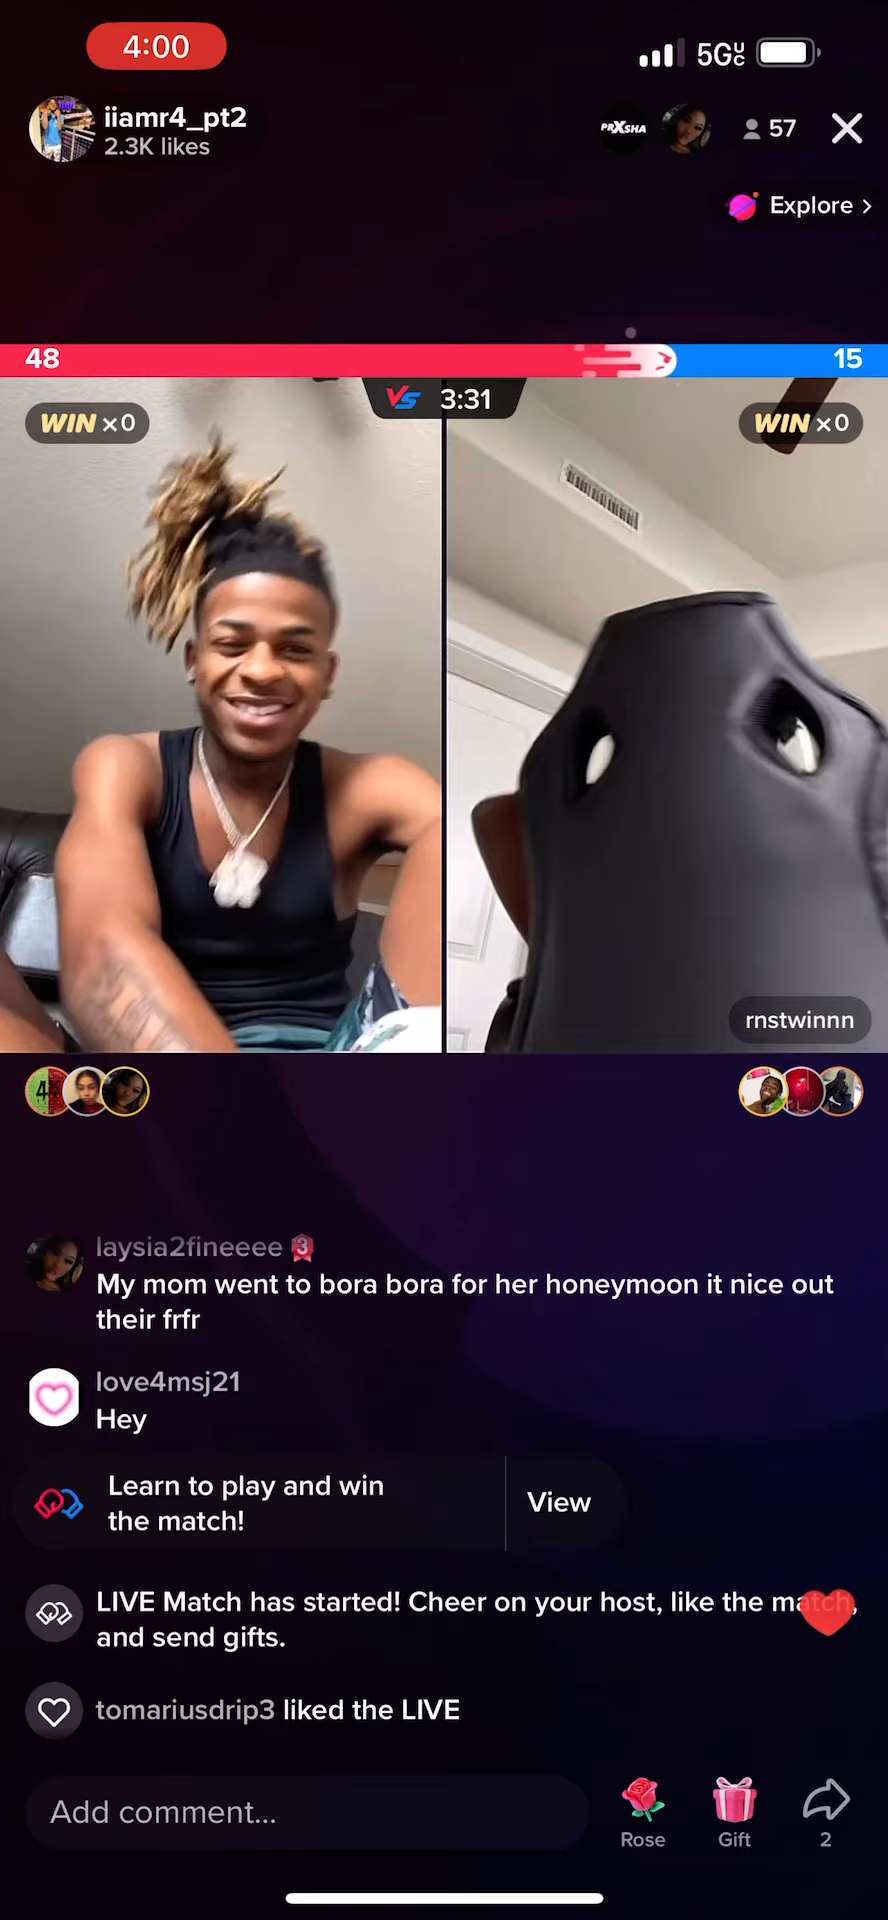 4:00
5G UC
iiamr4_pt2
2.3K likes
PRXSHA
57
Explore >
48
15
WIN x0
VS 3:31
WIN x0
rnstwinnn
4
laysia2fineeee 3
My mom went to bora bora for her honeymoon it nice out
their frfr
love4msj21
Hey
Learn to play and win
the match!
View
LIVE Match has started! Cheer on your host, like the match,
and send gifts.
tomariusdrip3 liked the LIVE
Add comment...
Rose
Gift
2